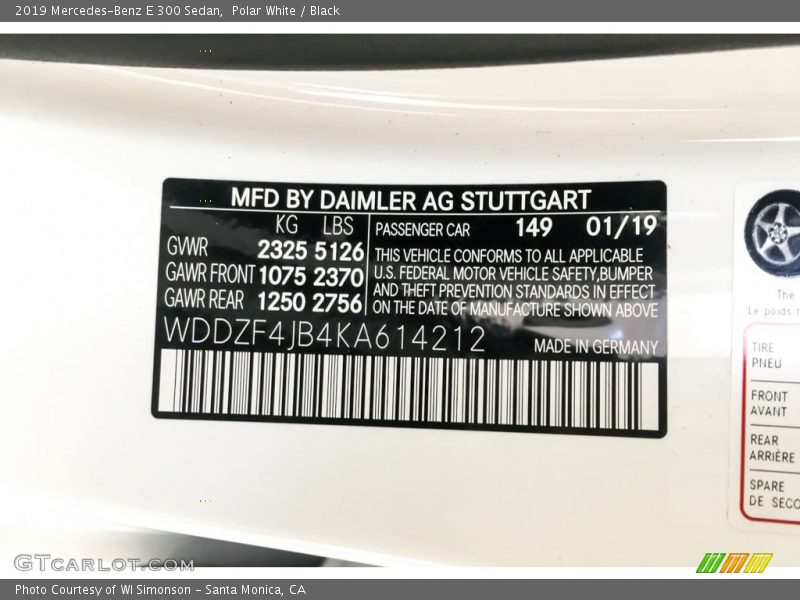 2019 Mercedes-Benz E 300 Sedan,  Polar White / Black
MFD BY DAIMLER AG STUTTGART
KG LBS
GVWR 2325 5126
GAWR FRONT 1075 2370
GAWR REAR 1250 2756
PASSENGER CAR 149 01/19
THIS VEHICLE CONFORMS TO ALL APPLICABLE
U.S. FEDERAL MOTOR VEHICLE SAFETY,BUMPER
AND THEFT PREVENTION STANDARDS IN EFFECT
ON THE DATE OF MANUFACTURE SHOWN ABOVE
WDDZF4JB4KA614212
MADE IN GERMANY
The
Le poids
TIRE
PNEU
FRONT
AVANT
REAR
ARRIÈRE
SPARE
DE SECO
GTcarlot.com
Photo Courtesy of WI Simonson - Santa Monica, CA